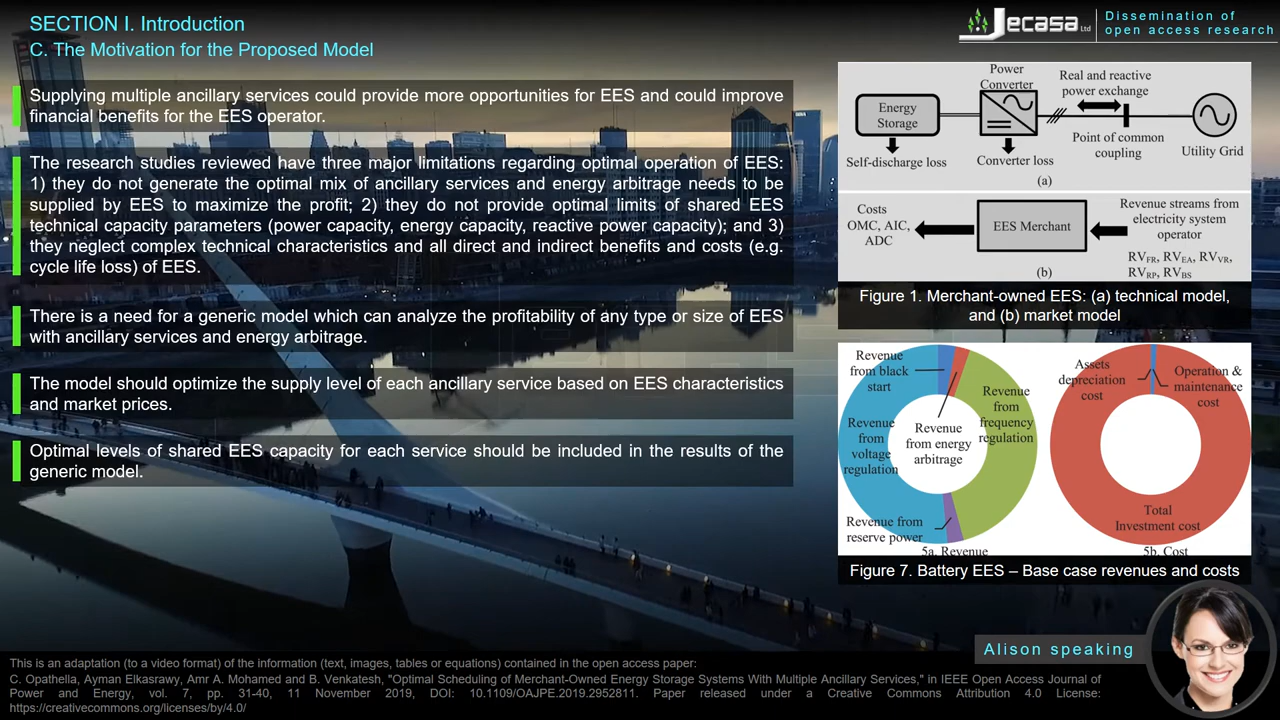 SECTION I. Introduction
C. The Motivation for the Proposed Model
Jecasa Ltd
Dissemination of
open access research
Supplying multiple ancillary services could provide more opportunities for EES and could improve
financial benefits for the EES operator.
The research studies reviewed have three major limitations regarding optimal operation of EES:
1) they do not generate the optimal mix of ancillary services and energy arbitrage needs to be
supplied by EES to maximize the profit; 2) they do not provide optimal limits of shared EES
technical capacity parameters (power capacity, energy capacity, reactive power capacity); and 3)
they neglect complex technical characteristics and all direct and indirect benefits and costs (e.g.
cycle life loss) of EES.
There is a need for a generic model which can analyze the profitability of any type or size of EES
with ancillary services and energy arbitrage.
The model should optimize the supply level of each ancillary service based on EES characteristics
and market prices.
Optimal levels of shared EES capacity for each service should be included in the results of the
generic model.
Power
Converter
Real and reactive
power exchange
Energy
Storage
Point of common
coupling
Utility Grid
Self-discharge loss
Converter loss
(a)
Costs
OMC, AIC,
ADC
EES Merchant
Revenue streams from
electricity system
operator
RVFR, RVEA, RVVR,
RVRP, RVBS
(b)
Figure 1. Merchant-owned EES: (a) technical model,
and (b) market model
Revenue
from black
start
Revenue
from
frequency
regulation
Revenue
from energy
arbitrage
Revenue
from
voltage
regulation
Revenue from
reserve power
5a. Revenue
Assets
depreciation
cost
Operation &
maintenance
cost
Total
Investment cost
5b. Cost
Figure 7. Battery EES – Base case revenues and costs
Alison speaking
This is an adaptation (to a video format) of the information (text, images, tables or equations) contained in the open access paper:
C. Opathella, Ayman Elkasrawy, Amr A. Mohamed and B. Venkatesh, "Optimal Scheduling of Merchant-Owned Energy Storage Systems With Multiple Ancillary Services," in IEEE Open Access Journal of
Power and Energy, vol. 7, pp. 31-40, 11 November 2019, DOI: 10.1109/OAJPE.2019.2952811. Paper released under a Creative Commons Attribution 4.0 License:
https://creativecommons.org/licenses/by/4.0/